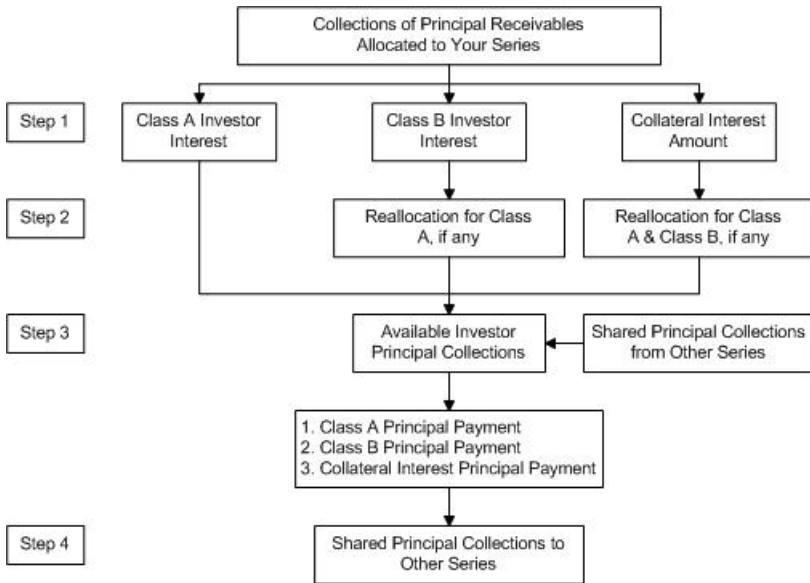 Collections of Principal Receivables
Allocated to Your Series
Step 1
Class A Investor
Interest
Class B Investor
Interest
Collateral Interest
Amount
Step 2
Reallocation for Class
A, if any
Reallocation for Class
A & Class B, if any
Step 3
Available Investor
Principal Collections
Shared Principal Collections
from Other Series
1. Class A Principal Payment
2. Class B Principal Payment
3. Collateral Interest Principal Payment
Step 4
Shared Principal Collections to
Other Series